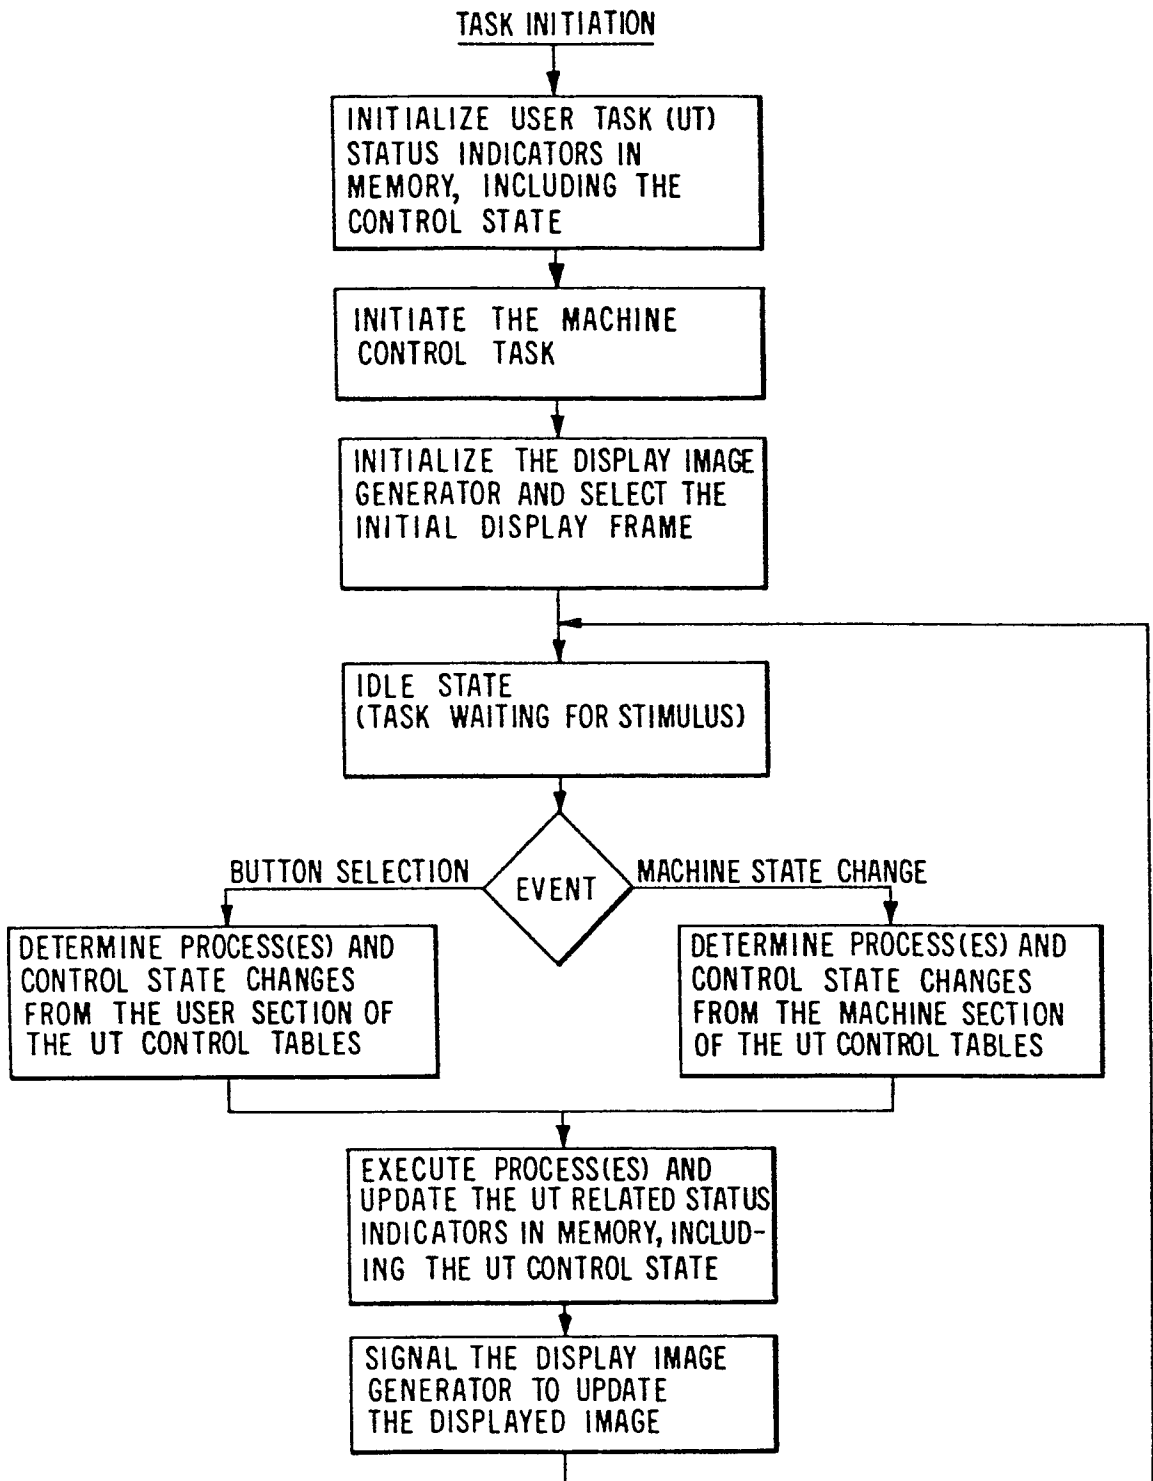 TASK INITIATION
INITIALIZE USER TASK (UT)
STATUS INDICATORS IN
MEMORY, INCLUDING THE
CONTROL STATE
INITIATE THE MACHINE
CONTROL TASK
INITIALIZE THE DISPLAY IMAGE
GENERATOR AND SELECT THE
INITIAL DISPLAY FRAME
IDLE STATE
(TASK WAITING FOR STIMULUS)
BUTTON SELECTION
EVENT
MACHINE STATE CHANGE
DETERMINE PROCESS(ES) AND
CONTROL STATE CHANGES
FROM THE USER SECTION OF
THE UT CONTROL TABLES
DETERMINE PROCESS(ES) AND
CONTROL STATE CHANGES
FROM THE MACHINE SECTION
OF THE UT CONTROL TABLES
EXECUTE PROCESS(ES) AND
UPDATE THE UT RELATED STATUS
INDICATORS IN MEMORY, INCLUD-
ING THE UT CONTROL STATE
SIGNAL THE DISPLAY IMAGE
GENERATOR TO UPDATE
THE DISPLAYED IMAGE